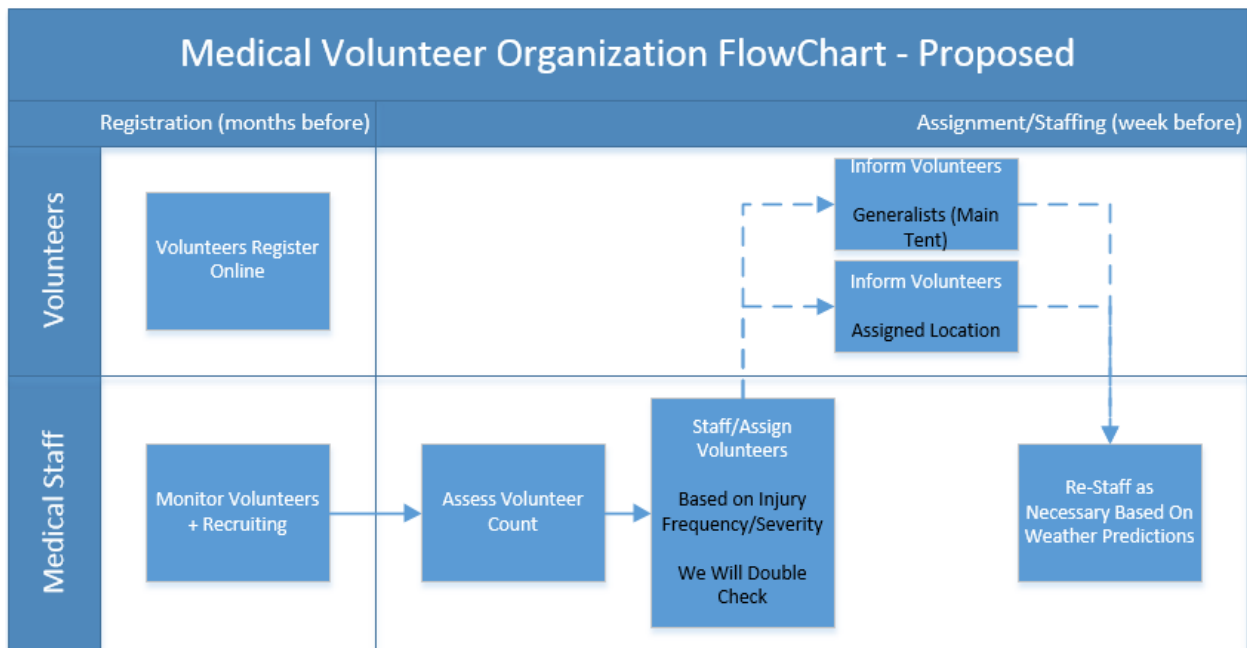 Medical Volunteer Organization FlowChart - Proposed
Registration (months before)
Assignment/Staffing (week before)
Volunteers
Volunteers Register
Online
Inform Volunteers
Generalists (Main
Tent)
Inform Volunteers
Assigned Location
Medical Staff
Monitor Volunteers
+ Recruiting
Assess Volunteer
Count
Staff/Assign
Volunteers
Based on Injury
Frequency/Severity
We Will Double
Check
Re-Staff as
Necessary Based On
Weather Predictions